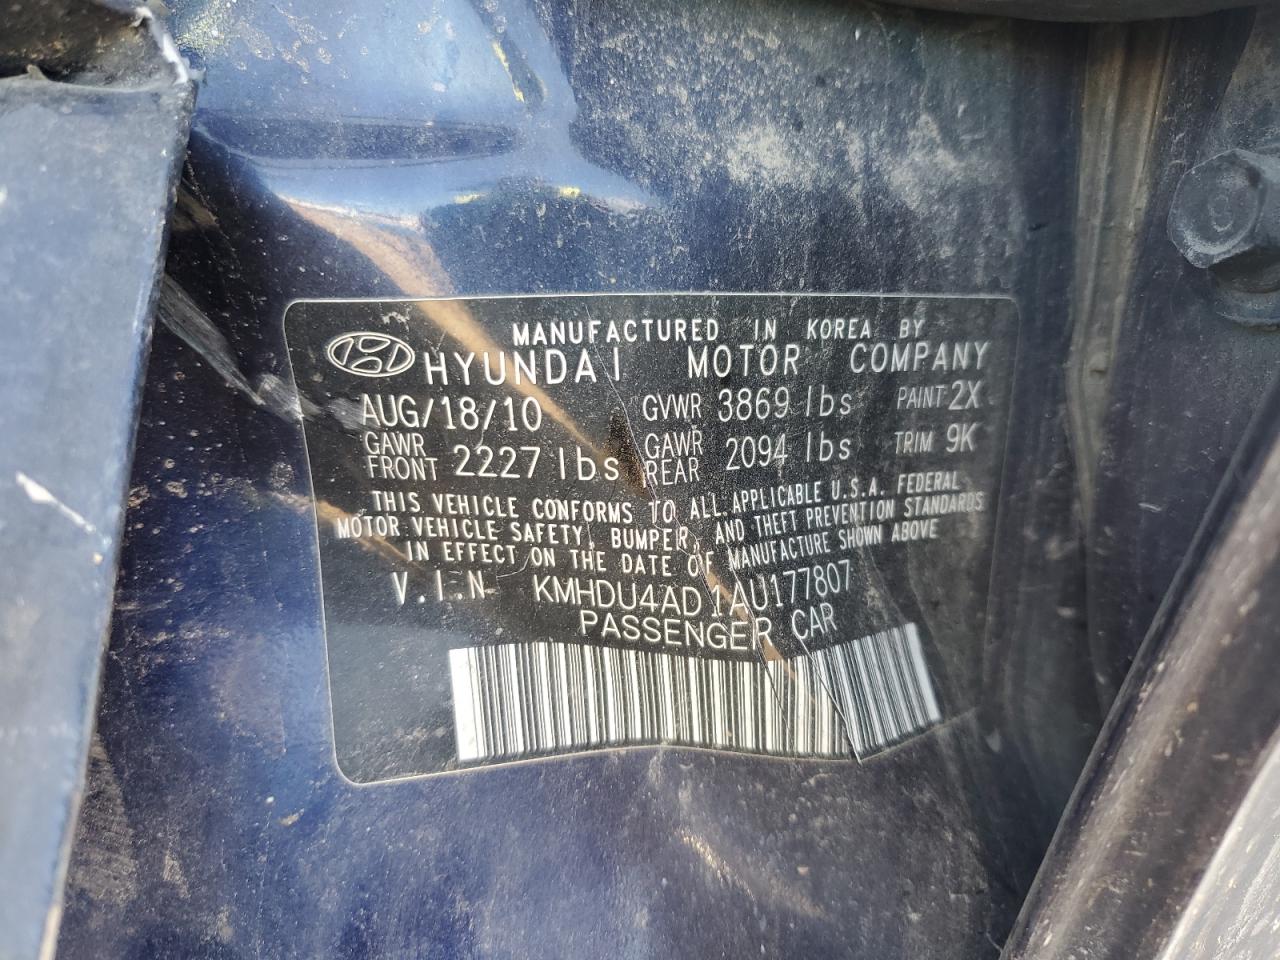 MANUFACTURED IN KOREA BY
HYUNDAI MOTOR COMPANY
AUG/18/10 GVWR 3869 lbs PAINT 2X
GAWR FRONT 2227 lbs GAWR REAR 2094 lbs TRIM 9K
THIS VEHICLE CONFORMS TO ALL APPLICABLE U.S.A. FEDERAL
MOTOR VEHICLE SAFETY, BUMPER, AND THEFT PREVENTION STANDARDS
IN EFFECT ON THE DATE OF MANUFACTURE SHOWN ABOVE
V.I.N KMHDU4AD1AU177807
PASSENGER CAR